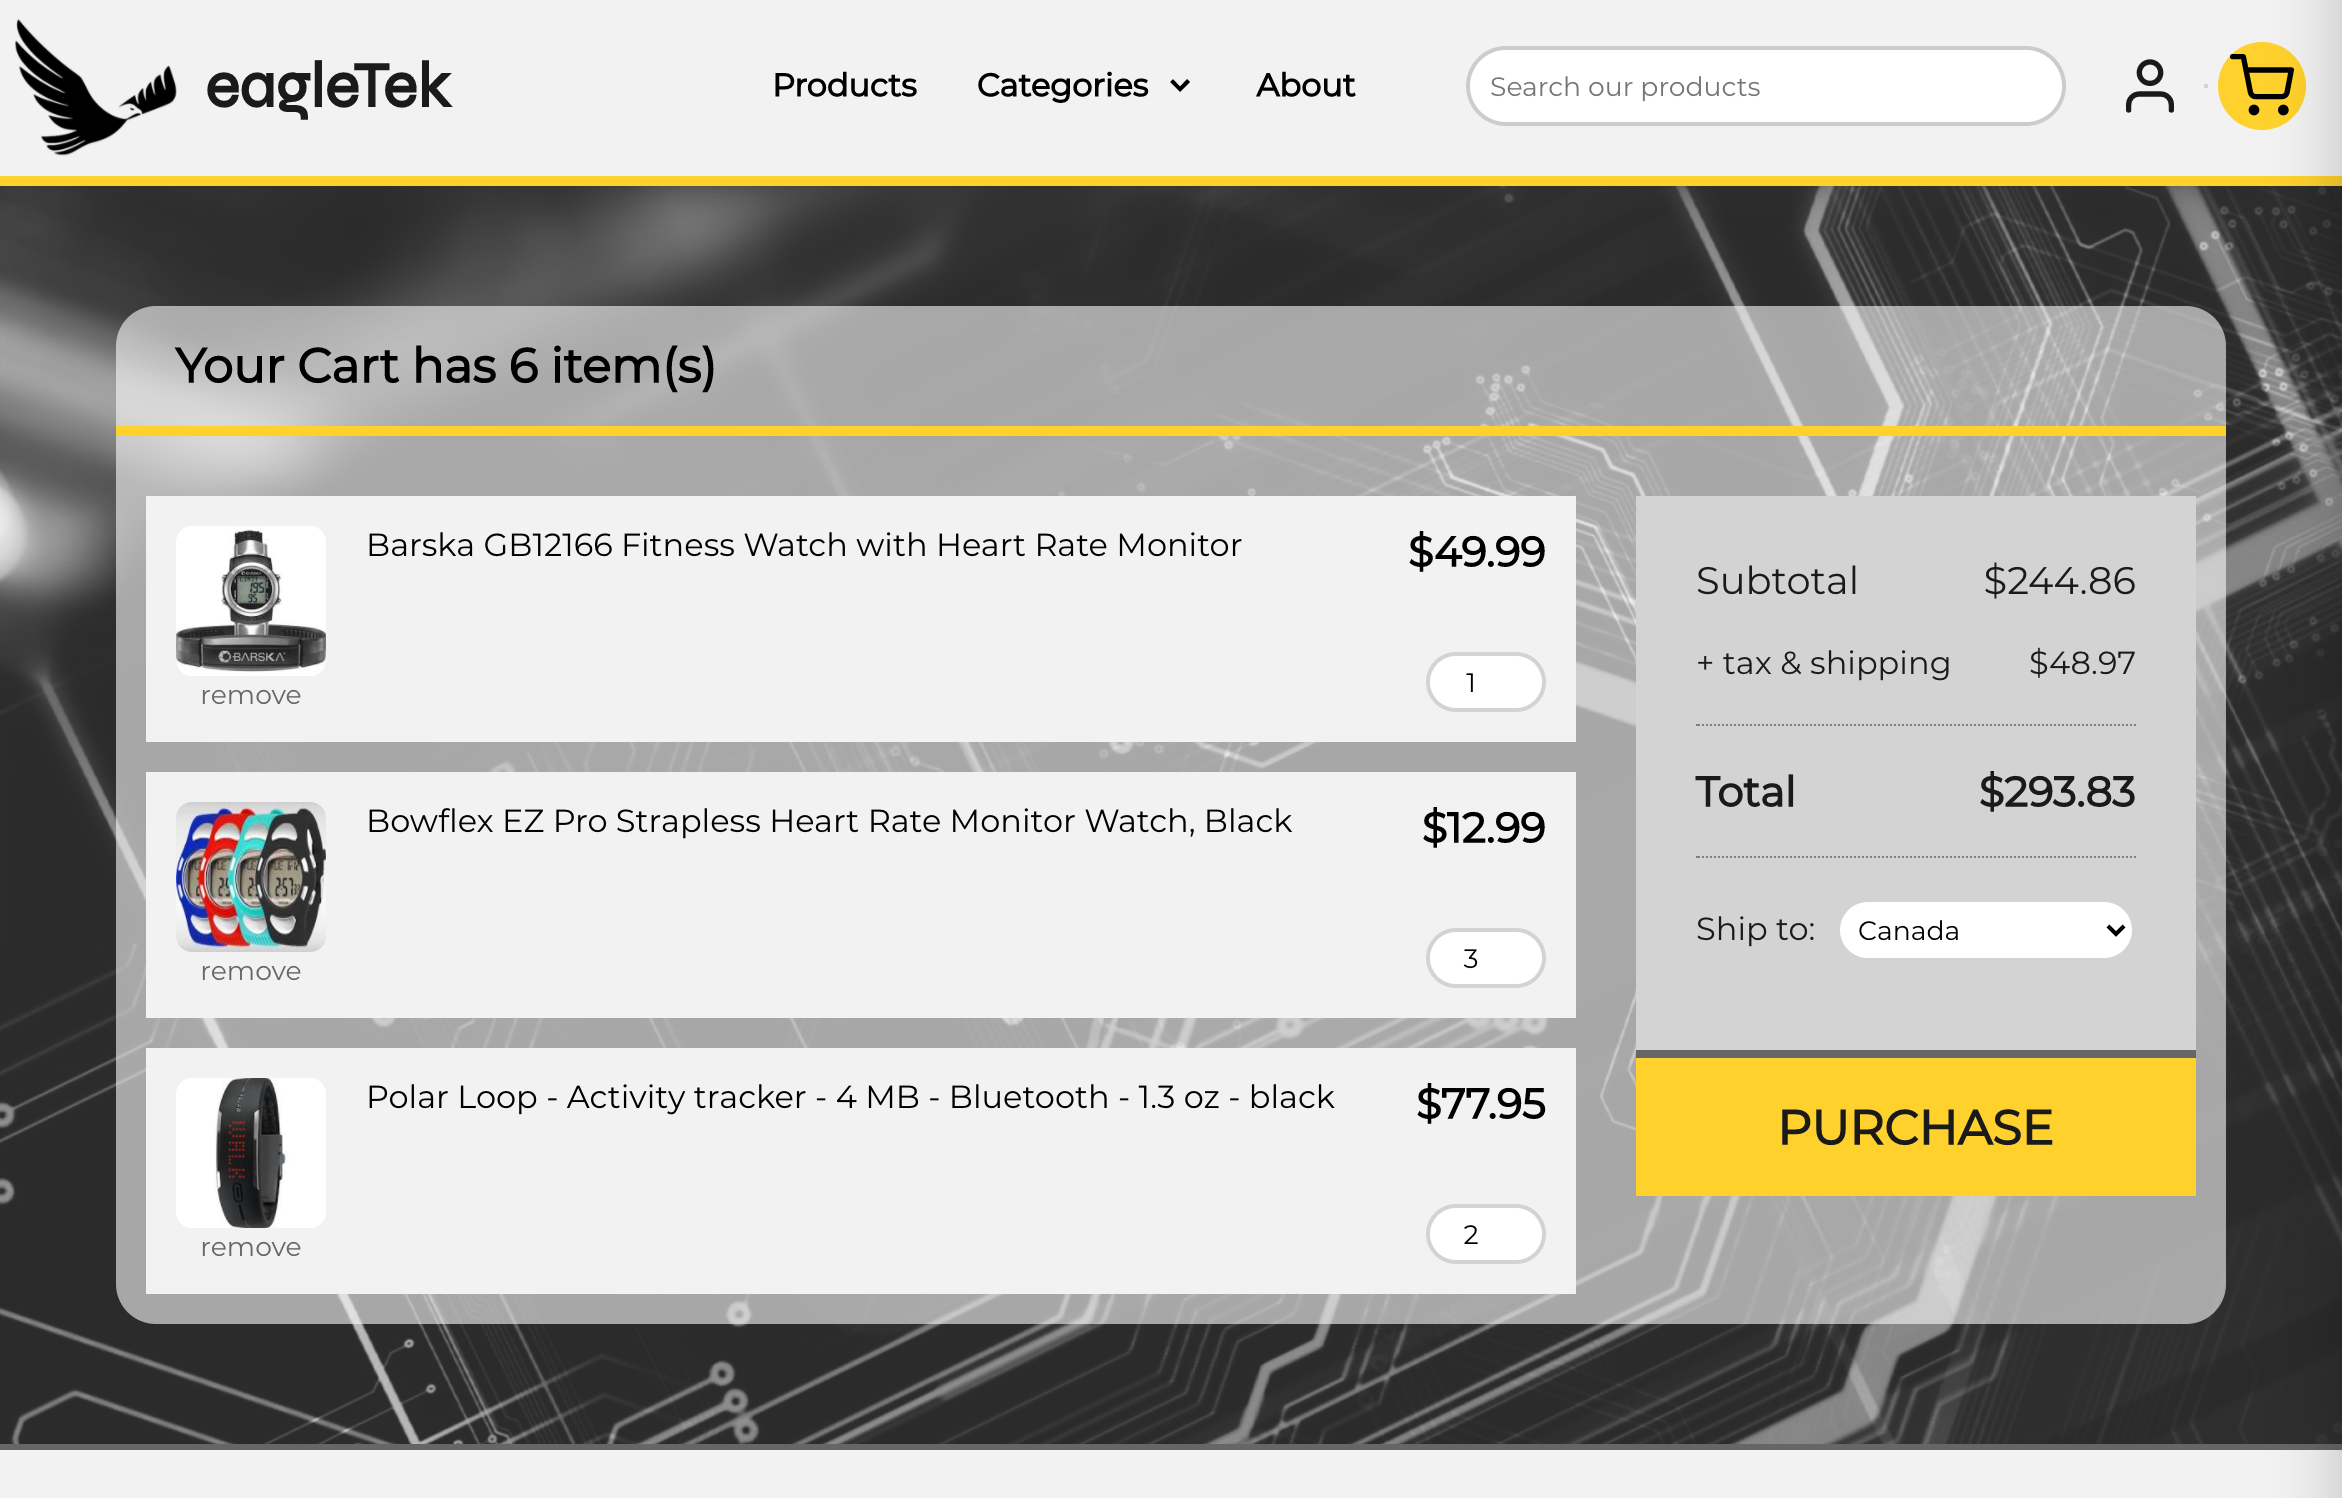 eagleTek
Products Categories About
Search our products
Your Cart has 6 item(s)
Barska GB12166 Fitness Watch with Heart Rate Monitor
$49.99
BARSKA
remove
1
Bowflex EZ Pro Strapless Heart Rate Monitor Watch, Black
$12.99
remove
3
Polar Loop - Activity tracker - 4 MB - Bluetooth - 1.3 oz - black
$77.95
remove
2
Subtotal $244.86
+ tax & shipping $48.97
Total $293.83
Ship to: Canada
PURCHASE